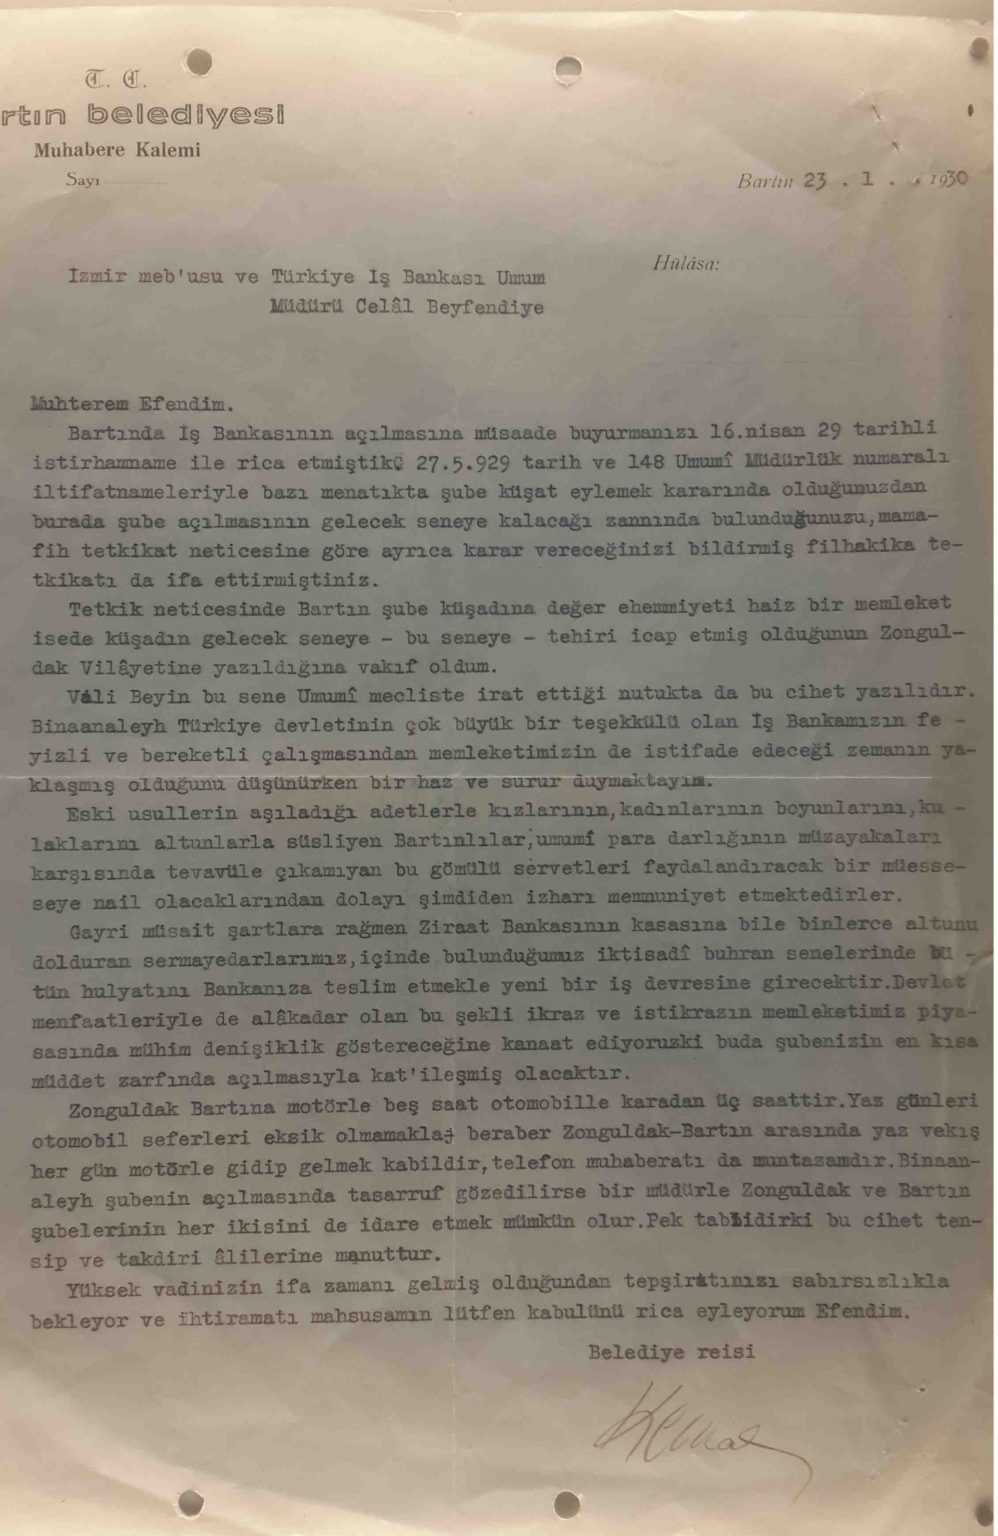 T. C.
rtın belediyesi
Muhabere Kalemi
Sayı
Bartın 23 . 1 . 1930
Hülâsa:
İzmir meb'usu ve Türkiye İş Bankası Umum
Müdürü Celâl Beyfendiye
Muhterem Efendim.
Bartında İş Bankasının açılmasına müsaade buyurmanızı 16.nisan 29 tarihli
istirhamname ile rica etmiştik 27.5.929 tarih ve 148 Umumî Müdürlük numaralı
iltifatnameleriyle bazı menatıkta şube küşat eylemek kararında olduğumuzdan
burada şube açılmasının gelecek seneye kalacağı zannında bulunduğunuzu,mama-
fih tetkikat neticesine göre ayrıca karar vereceğinizi bildirmiş filhakika te-
tkikatı da ifa ettirmiştiniz.
Tetkik neticesinde Bartın şube küşadına değer ehemmiyeti haiz bir memleket
isede küşadın gelecek seneye - bu seneye - tehiri icap etmiş olduğunun Zongul-
dak Vilâyetine yazıldığına vakıf oldum.
Vali Beyin bu sene Umumî mecliste irat ettiği nutukta da bu cihet yazılıdır.
Binaanaleyh Türkiye devletinin çok büyük bir teşekkülü olan İş Bankamızın fe -
yizli ve bereketli çalışmasından memleketimizin de istifade edeceği zemanın ya-
klaşmış olduğunu düşünürken bir haz ve surur duymaktayım.
Eski usullerin aşıladığı adetlerle kızlarının,kadınlarının boyunlarını,ku -
laklarını altunlarla süsliyen Bartınlılar,umumî para darlığının müzayakaları
karşısında tevavüle çıkamıyan bu gömülü servetleri faydalandıracak bir müesse-
seye nail olacaklarından dolayı şimdiden izharı memnuniyet etmektedirler.
Gayri müsait şartlara rağmen Ziraat Bankasının kasasına bile binlerce altunu
dolduran sermayedarlarımız,içinde bulunduğumuz iktisadî buhran senelerinde bü -
tün hulyatını Bankanıza teslim etmekle yeni bir iş devresine girecektir.Devlet
menfaatleriyle de alâkadar olan bu şekli ikraz ve istikrazın memleketimiz piya-
sasında mühim denişiklik göstereceğine kanaat ediyoruzki buda şubenizin en kısa
müddet zarfında açılmasıyla kat'ileşmiş olacaktır.
Zonguldak Bartına motörle beş saat otomobille karadan üç saattir.Yaz günleri
otomobil seferleri eksik olmamakla beraber Zonguldak-Bartın arasında yaz vekış
her gün motörle gidip gelmek kabildir,telefon muhaberatı da muntazamdır.Binaan-
aleyh şubenin açılmasında tasarruf gözedilirse bir müdürle Zonguldak ve Bartın
şubelerinin her ikisini de idare etmek mümkün olur.Pek tabiidirki bu cihet ten-
sip ve takdiri âlilerine manuttur.
Yüksek vadinizin ifa zamanı gelmiş olduğundan tepşiratınızı sabırsızlıkla
bekleyor ve ihtiramatı mahsusamın lütfen kabulünü rica eyleyorum Efendim.
Belediye reisi
Kemal